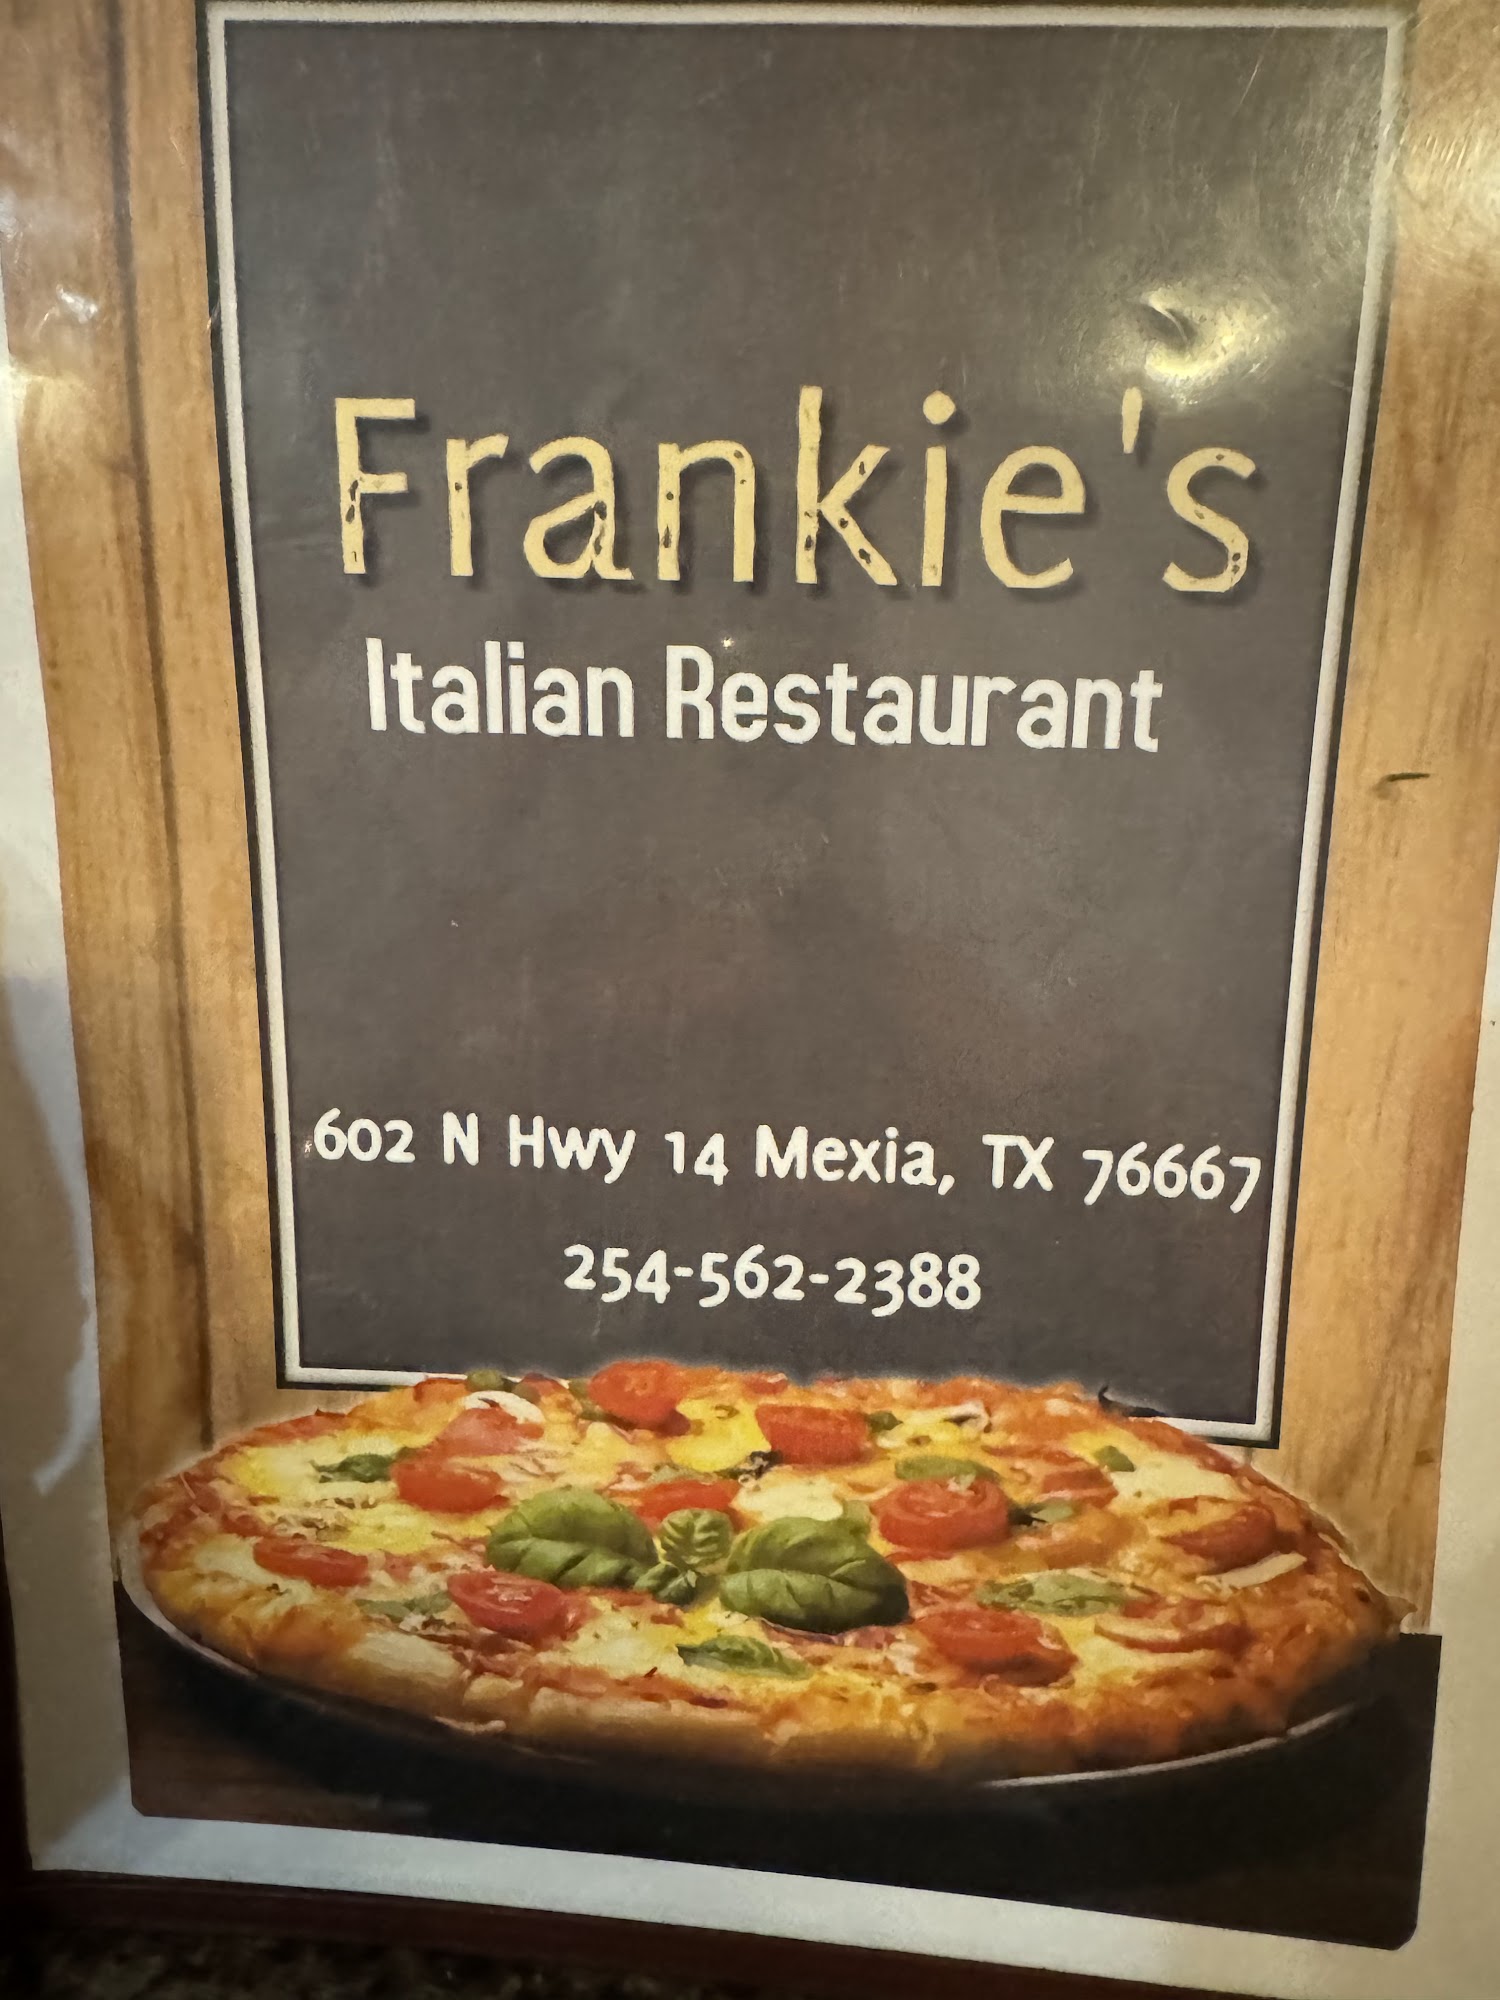 Frankie's
Italian Restaurant
602 N Hwy 14 Mexia, TX 76667
254-562-2388